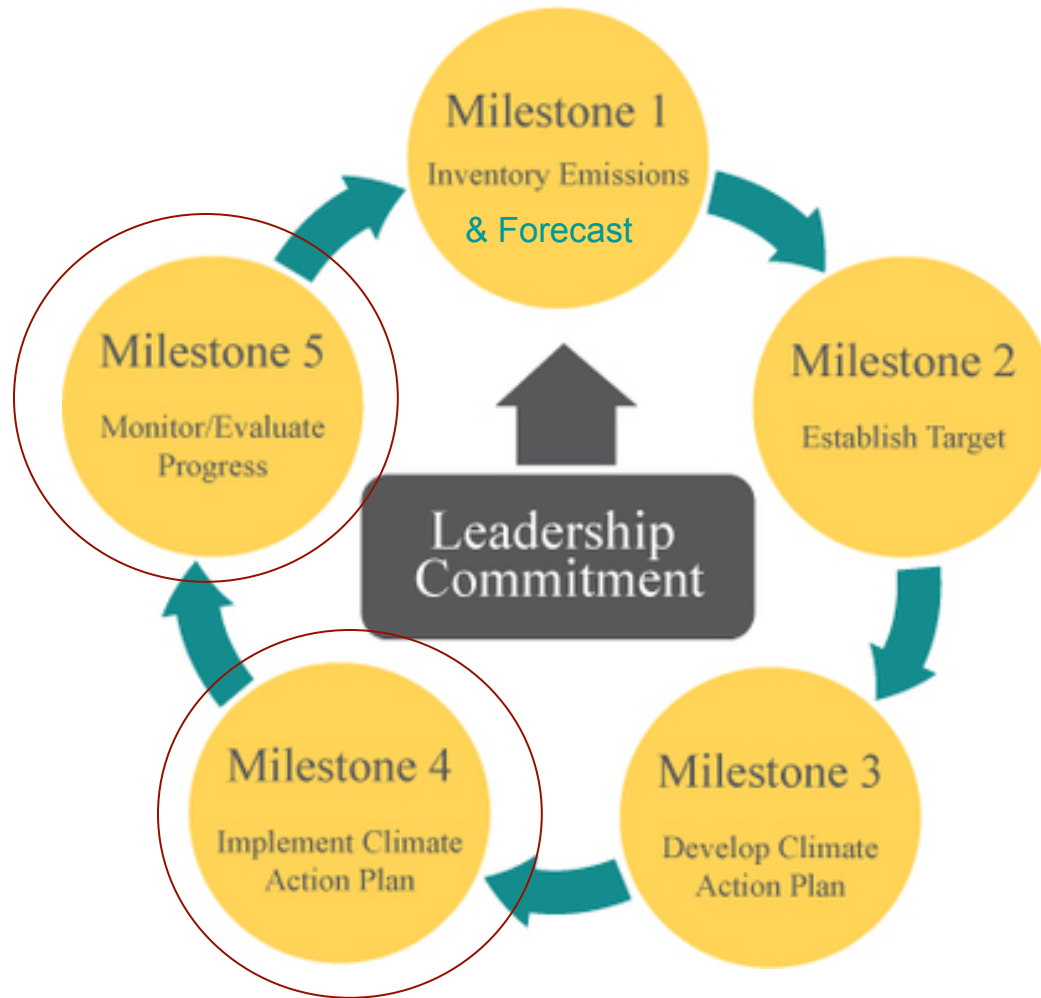 Milestone 1
Inventory Emissions
& Forecast
Milestone 2
Establish Target
Milestone 3
Develop Climate
Action Plan
Milestone 4
Implement Climate
Action Plan
Milestone 5
Monitor/Evaluate
Progress
Leadership
Commitment